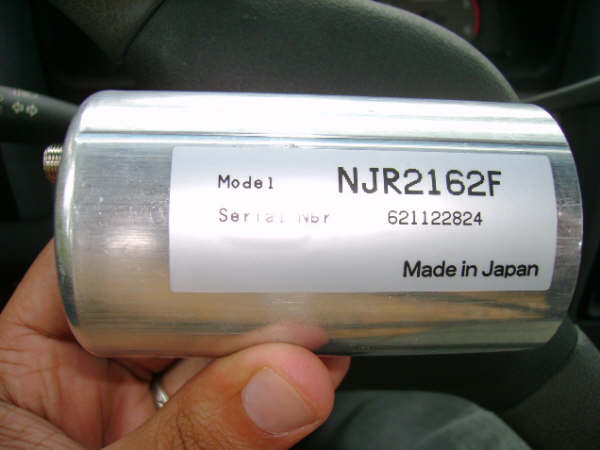 Model NJR2162F
Serial Nbr 621122824
Made in Japan